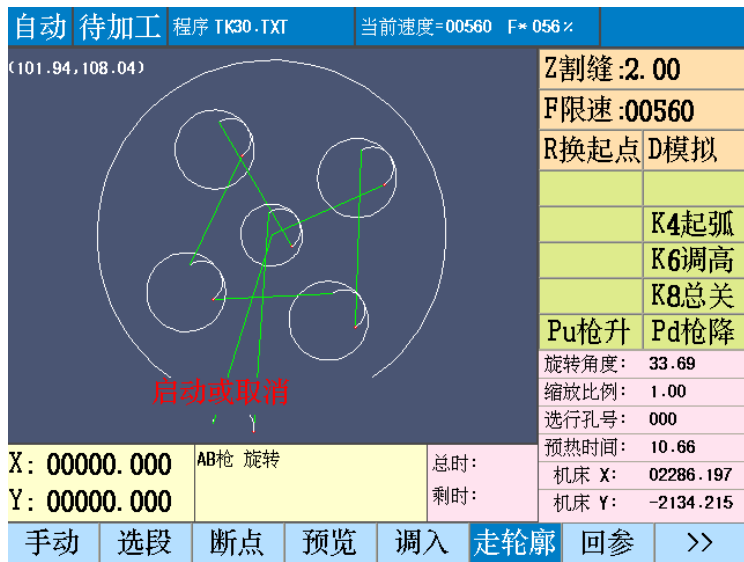 自动 待加工 程序 TK30.TXT 当前速度=00560 F*056%
(101.94,108.04)
启动或取消
Z割缝:2.00
F限速:00560
R换起点 D模拟
K4起弧
K6调高
K8总关
Pu枪升 Pd枪降
旋转角度: 33.69
缩放比例: 1.00
选行孔号: 000
预热时间: 10.66
机床 X: 02286.197
机床 Y: -2134.215
X: 00000.000
Y: 00000.000
AB枪 旋转
总时:
剩时:
手动 选段 断点 预览 调入 走轮廓 回参 >>